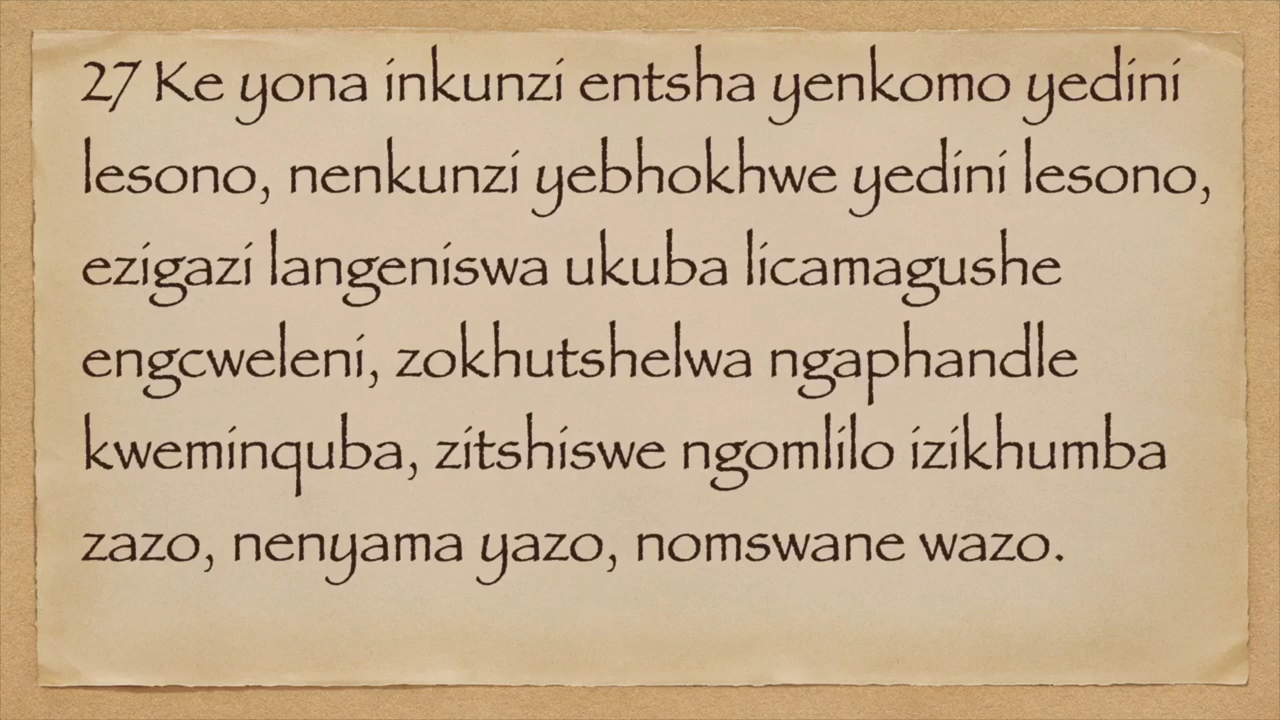 27 Ke yona inkunzi entsha yenkomo yedini
lesono, nenkunzi yebhokhwe yedini lesono,
ezigazi langeniswa ukuba licamagushe
engcweleni, zokhutshelwa ngaphandle
kweminquba, zitshiswe ngomlilo izikhumba
zazo, nenyama yazo, nomswane wazo.